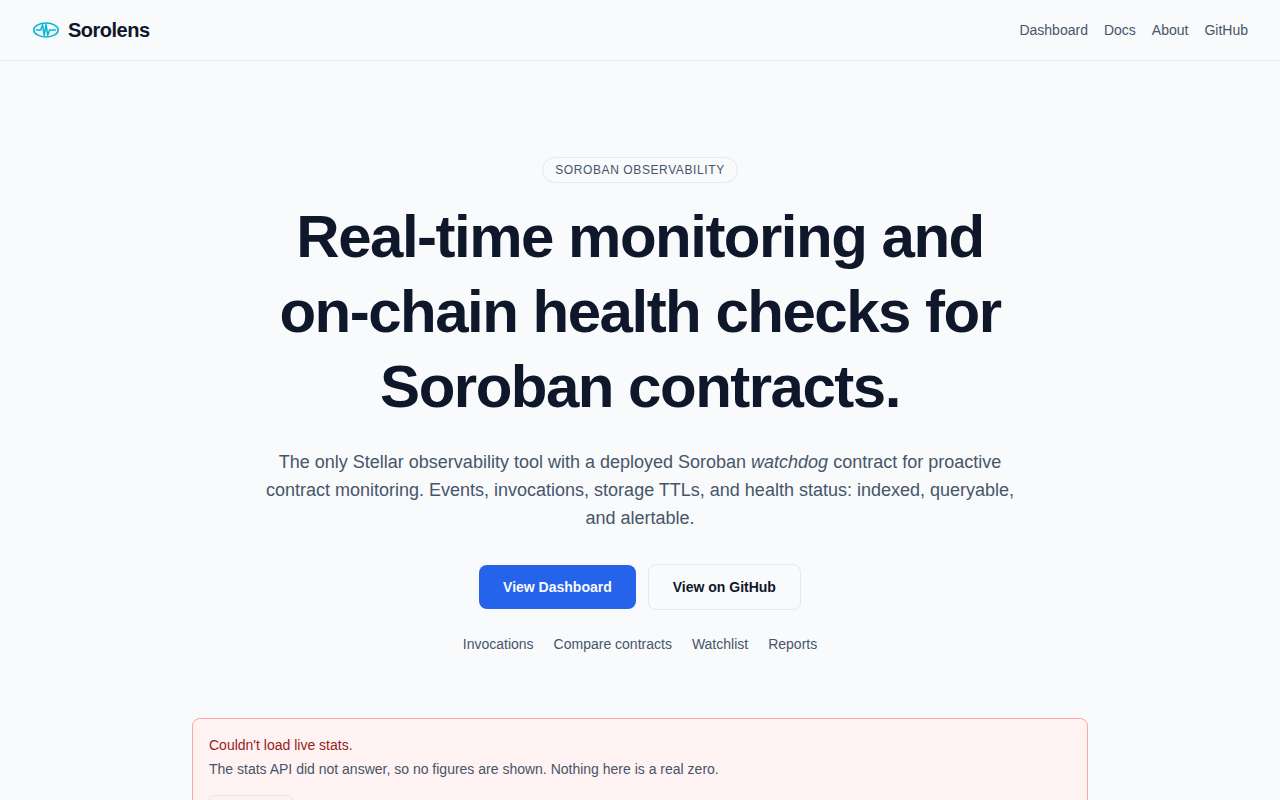 Sorolens
Dashboard Docs About GitHub
SOROBAN OBSERVABILITY
Real-time monitoring and
on-chain health checks for
Soroban contracts.
The only Stellar observability tool with a deployed Soroban watchdog contract for proactive
contract monitoring. Events, invocations, storage TTLs, and health status: indexed, queryable,
and alertable.
View Dashboard View on GitHub
Invocations Compare contracts Watchlist Reports
Couldn't load live stats.
The stats API did not answer, so no figures are shown. Nothing here is a real zero.